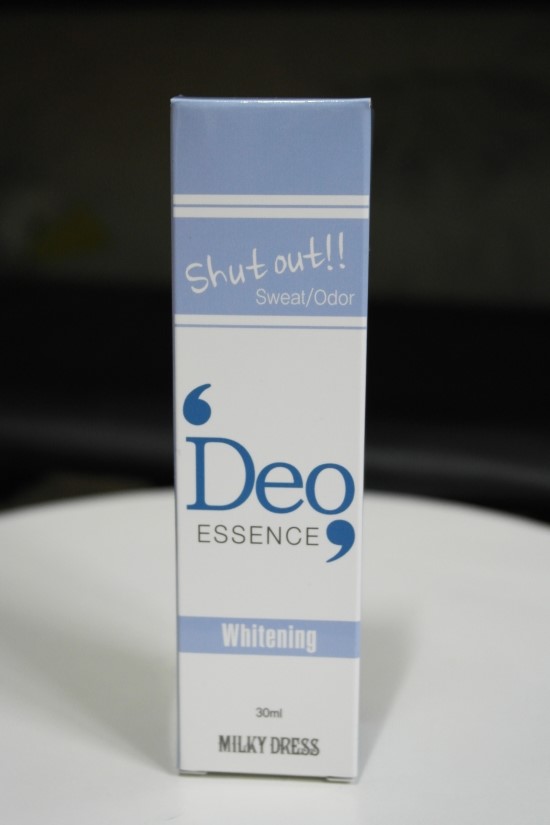 Shut out!!
Sweat/Odor
‘Deo,
ESSENCE
Whitening
30ml
MILKY DRESS